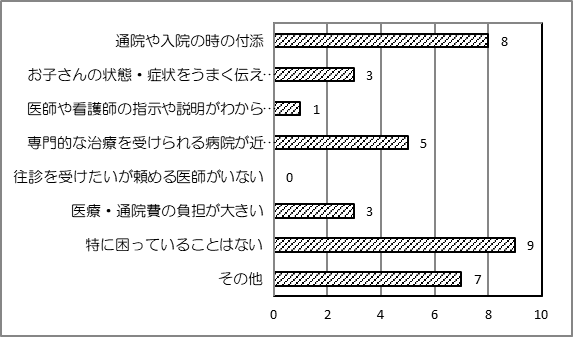 通院や入院の時の付添 8
お子さんの状態・症状をうまく伝え… 3
医師や看護師の指示や説明がわから… 1
専門的な治療を受けられる病院が近… 5
往診を受けたいが頼める医師がいない 0
医療・通院費の負担が大きい 3
特に困っていることはない 9
その他 7
0 2 4 6 8 10